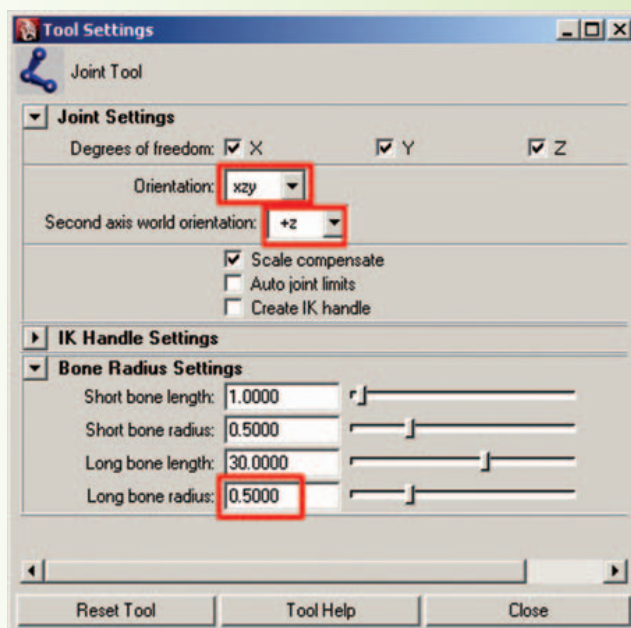 Tool Settings
Joint Tool
Joint Settings
Degrees of freedom: X Y Z
Orientation: xzy
Second axis world orientation: +z
Scale compensate
Auto joint limits
Create IK handle
IK Handle Settings
Bone Radius Settings
Short bone length: 1.0000
Short bone radius: 0.5000
Long bone length: 30.0000
Long bone radius: 0.5000
Reset Tool Tool Help Close